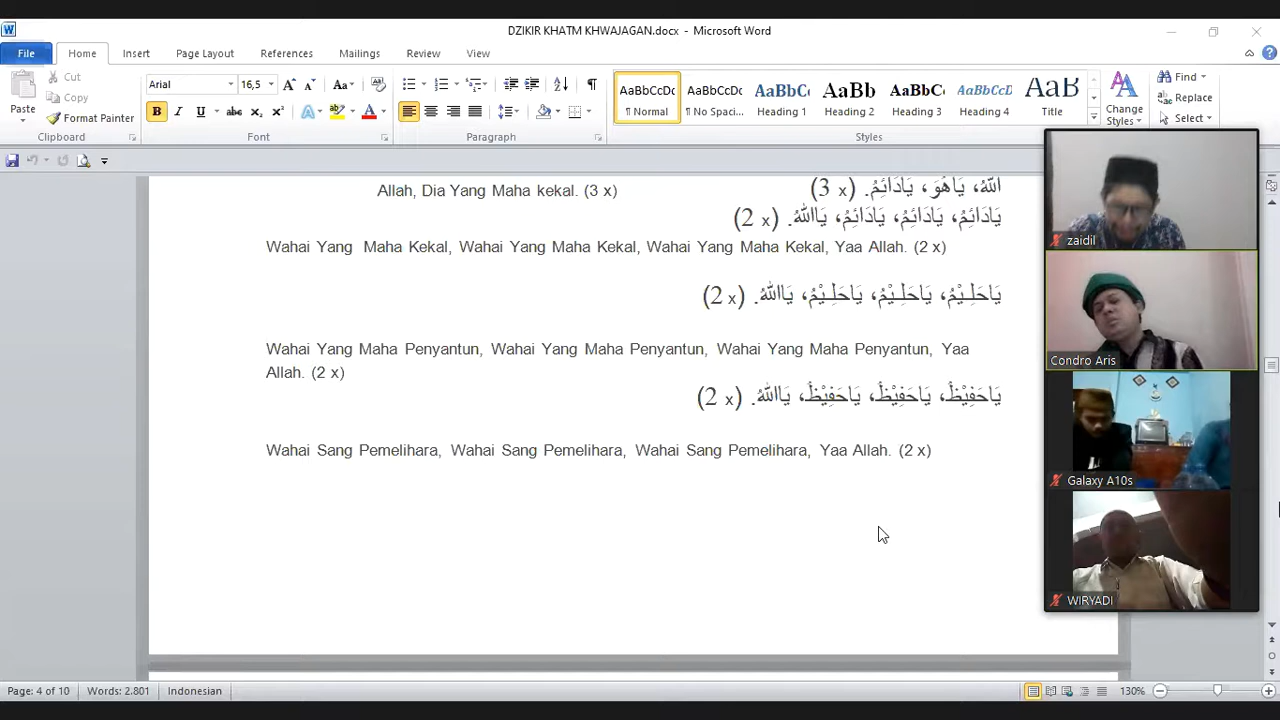 DZIKIR KHATM KHWAJAGAN.docx - Microsoft Word
File Home Insert Page Layout References Mailings Review View
Paste Cut Copy Format Painter
Clipboard
Arial 16,5
Font
Paragraph
AaBbCcDc AaBbCcDc AaBbCc AaBbC AaBbCc AaBbCcD AaB
¶ Normal ¶ No Spaci... Heading 1 Heading 2 Heading 3 Heading 4 Title
Styles
Change Styles
Find
Replace
Select
Allah, Dia Yang Maha kekal. (3 x)
اَللهُ، يَاهُوَ، يَادَائِمُ. (3 x)
يَادَائِمُ، يَادَائِمُ، يَادَائِمُ، يَااللهُ. (2 x)
Wahai Yang Maha Kekal, Wahai Yang Maha Kekal, Wahai Yang Maha Kekal, Yaa Allah. (2 x)
يَاحَلِـيْمُ، يَاحَلِـيْمُ، يَاحَلِـيْمُ، يَااللهُ. (2 x)
Wahai Yang Maha Penyantun, Wahai Yang Maha Penyantun, Wahai Yang Maha Penyantun, Yaa
Allah. (2 x)
يَاحَفِيْظُ، يَاحَفِيْظُ، يَاحَفِيْظُ، يَااللهُ. (2 x)
Wahai Sang Pemelihara, Wahai Sang Pemelihara, Wahai Sang Pemelihara, Yaa Allah. (2 x)
zaidil
Condro Aris
Galaxy A10s
WIRYADI
Page: 4 of 10 Words: 2.801 Indonesian 130%